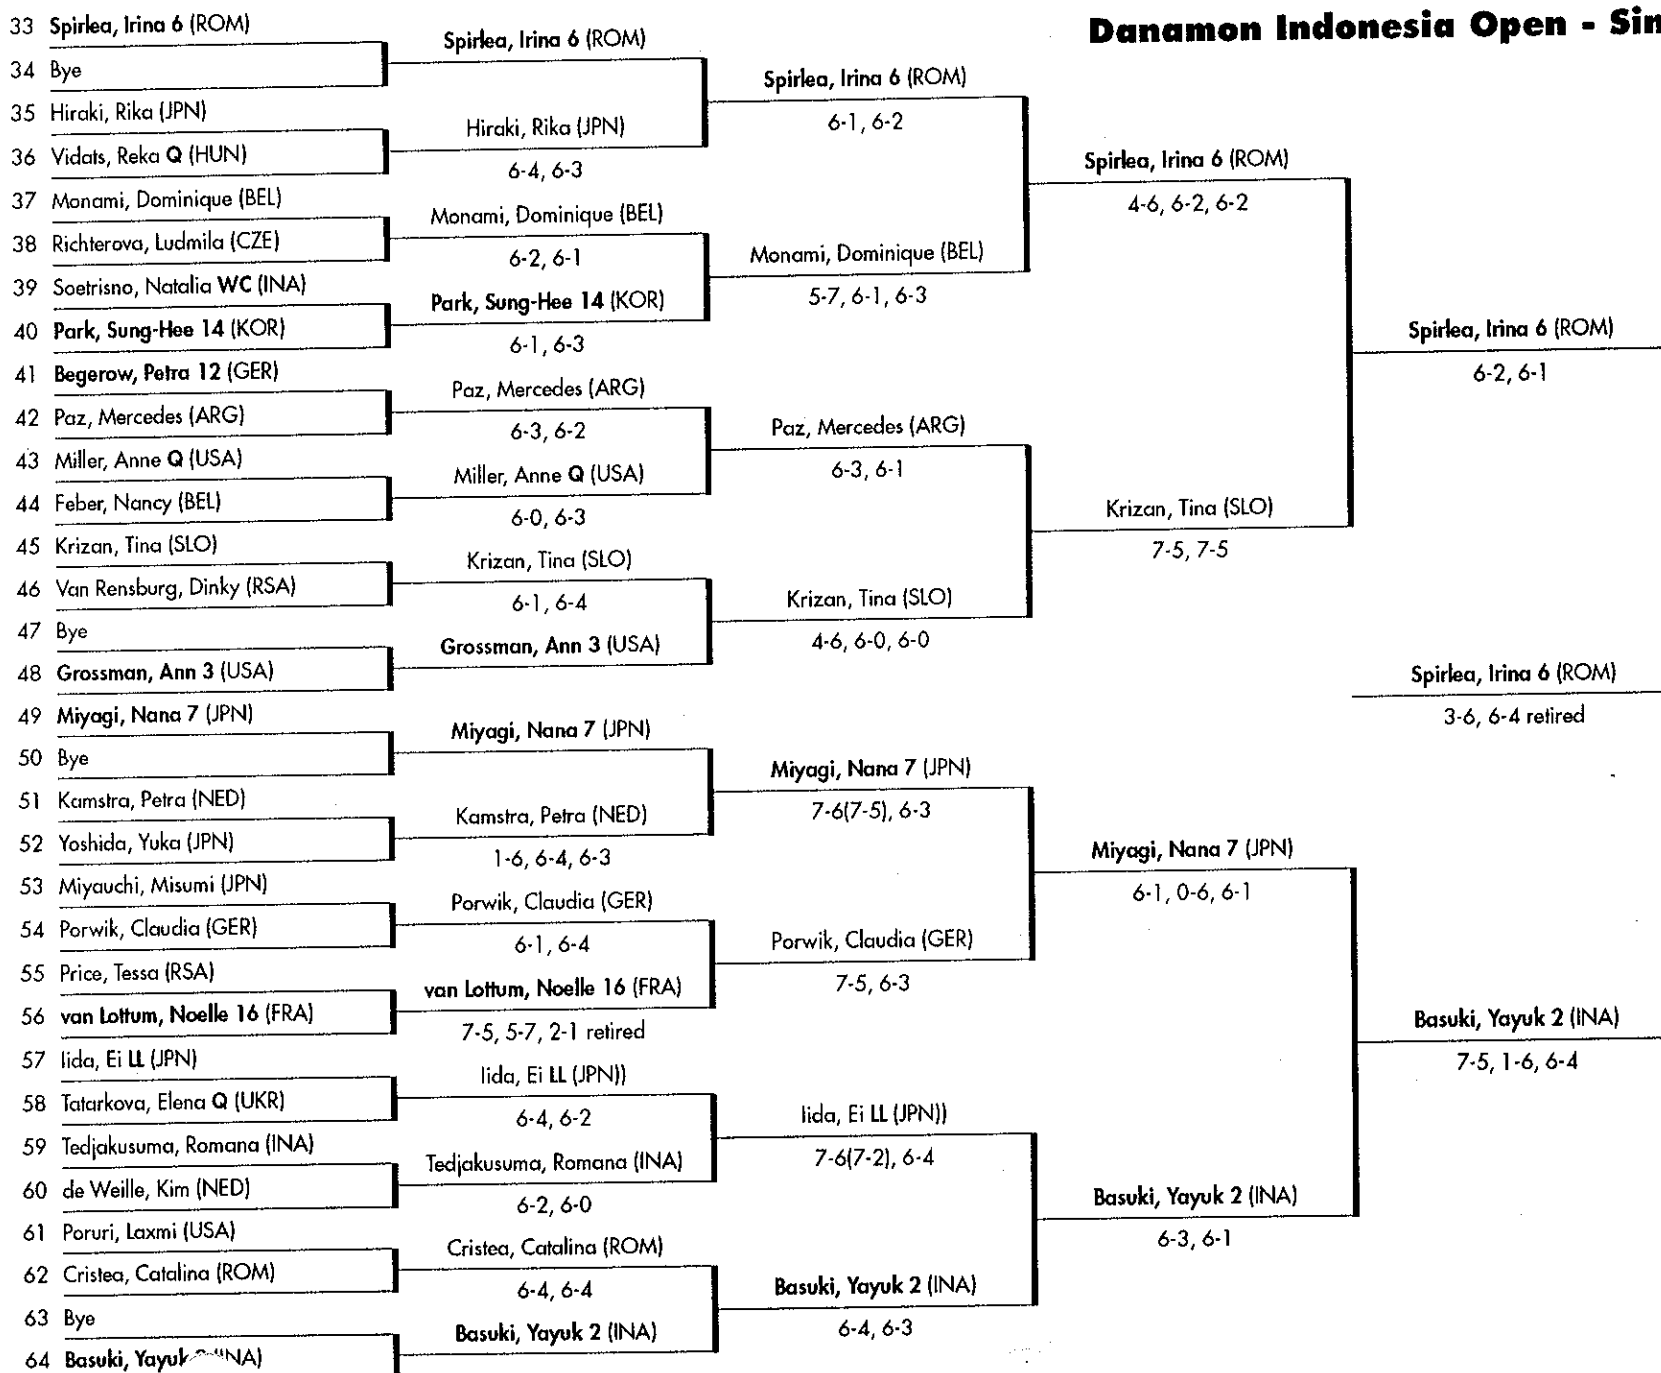 Danamon Indonesia Open - Sin
33 Spirlea, Irina 6 (ROM)
34 Bye
35 Hiraki, Rika (JPN)
36 Vidats, Reka Q (HUN)
37 Monami, Dominique (BEL)
38 Richterova, Ludmila (CZE)
39 Soetrisno, Natalia WC (INA)
40 Park, Sung-Hee 14 (KOR)
41 Begerow, Petra 12 (GER)
42 Paz, Mercedes (ARG)
43 Miller, Anne Q (USA)
44 Feber, Nancy (BEL)
45 Krizan, Tina (SLO)
46 Van Rensburg, Dinky (RSA)
47 Bye
48 Grossman, Ann 3 (USA)
49 Miyagi, Nana 7 (JPN)
50 Bye
51 Kamstra, Petra (NED)
52 Yoshida, Yuka (JPN)
53 Miyauchi, Misumi (JPN)
54 Porwik, Claudia (GER)
55 Price, Tessa (RSA)
56 van Lottum, Noelle 16 (FRA)
57 Iida, Ei LL (JPN)
58 Tatarkova, Elena Q (UKR)
59 Tedjakusuma, Romana (INA)
60 de Weille, Kim (NED)
61 Poruri, Laxmi (USA)
62 Cristea, Catalina (ROM)
63 Bye
64 Basuki, Yayuk
Spirlea, Irina 6 (ROM)
Hiraki, Rika (JPN)
6-4, 6-3
Monami, Dominique (BEL)
6-2, 6-1
Park, Sung-Hee 14 (KOR)
6-1, 6-3
Paz, Mercedes (ARG)
6-3, 6-2
Miller, Anne Q (USA)
6-0, 6-3
Krizan, Tina (SLO)
6-1, 6-4
Grossman, Ann 3 (USA)
Miyagi, Nana 7 (JPN)
Kamstra, Petra (NED)
1-6, 6-4, 6-3
Porwik, Claudia (GER)
6-1, 6-4
van Lottum, Noelle 16 (FRA)
7-5, 5-7, 2-1 retired
Iida, Ei LL (JPN))
6-4, 6-2
Tedjakusuma, Romana (INA)
6-2, 6-0
Cristea, Catalina (ROM)
6-4, 6-4
Basuki, Yayuk 2 (INA)
Spirlea, Irina 6 (ROM)
6-1, 6-2
Monami, Dominique (BEL)
5-7, 6-1, 6-3
Paz, Mercedes (ARG)
6-3, 6-1
Krizan, Tina (SLO)
4-6, 6-0, 6-0
Miyagi, Nana 7 (JPN)
7-6(7-5), 6-3
Porwik, Claudia (GER)
7-5, 6-3
Iida, Ei LL (JPN))
7-6(7-2), 6-4
Basuki, Yayuk 2 (INA)
6-4, 6-3
Spirlea, Irina 6 (ROM)
4-6, 6-2, 6-2
Krizan, Tina (SLO)
7-5, 7-5
Miyagi, Nana 7 (JPN)
6-1, 0-6, 6-1
Basuki, Yayuk 2 (INA)
6-3, 6-1
Spirlea, Irina 6 (ROM)
6-2, 6-1
Spirlea, Irina 6 (ROM)
3-6, 6-4 retired
Basuki, Yayuk 2 (INA)
7-5, 1-6, 6-4